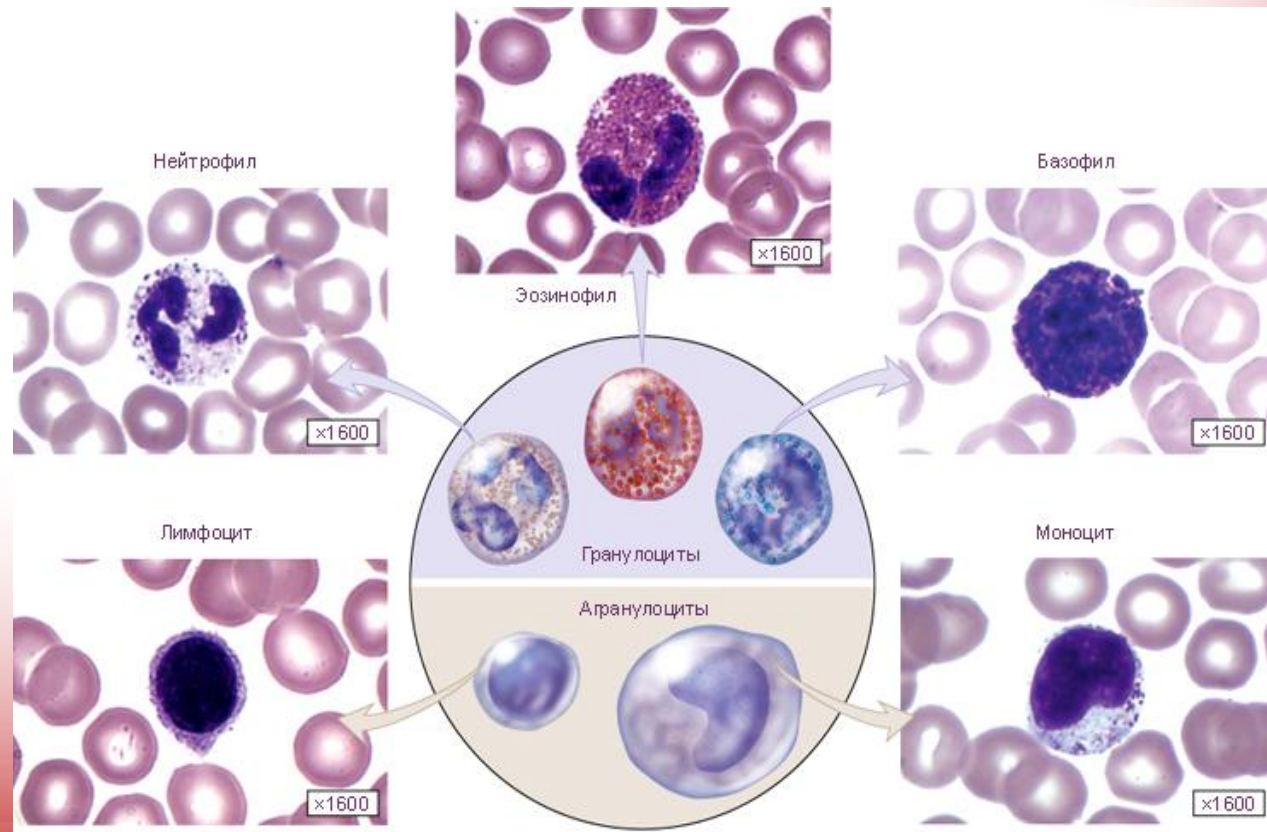 Нейтрофил
Базофил
×1600
Эозинофил
×1600
×1600
Гранулоциты
Лимфоцит
Моноцит
Агранулоциты
×1600
×1600